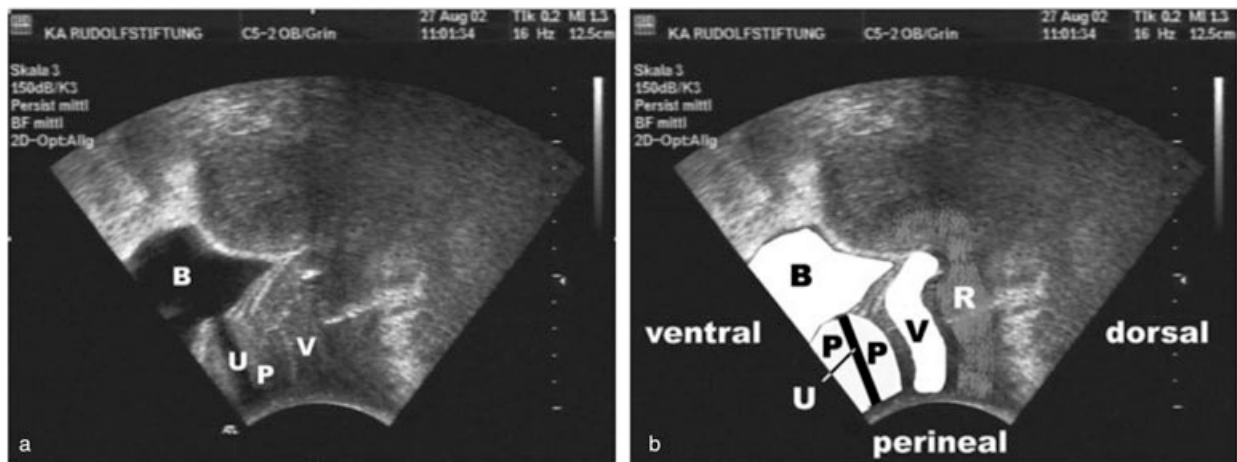 27 Aug 02 TIk 0.2 MI 1.3
KA RUDOLFSTIFTUNG C5-2 OB/Grin 11:01:34 16 Hz 12.5cm
Skala 3
150dB/K3
Persist mittl
BF mittl
2D-Opt:Allg
B
U
P
V
a
27 Aug 02 TIk 0.2 MI 1.3
KA RUDOLFSTIFTUNG C5-2 OB/Grin 11:01:34 16 Hz 12.5cm
Skala 3
150dB/K3
Persist mittl
BF mittl
2D-Opt:Allg
B
R
ventral
dorsal
P
P
V
U
perineal
b